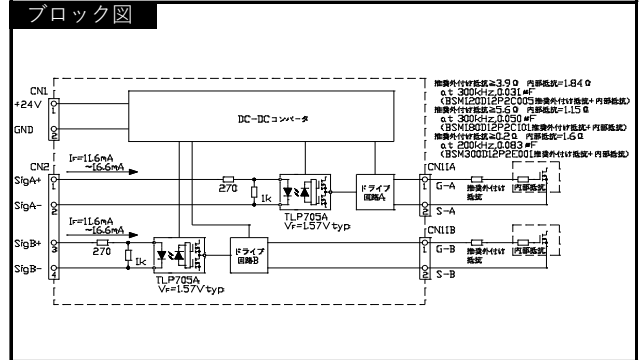 ブロック図
CN1
+24V
1
GND
2
DC-DCコンバータ
推奨外付け抵抗≧3.9Ω 内部抵抗=1.84Ω
at 300kHz,0.031μF
(BSM120D12P2C005推奨外付け抵抗+内部抵抗)
推奨外付け抵抗≧5.6Ω 内部抵抗=1.15Ω
at 300kHz,0.050μF
(BSM180D12P2C101推奨外付け抵抗+内部抵抗)
推奨外付け抵抗≧0.2Ω 内部抵抗=1.6Ω
at 200kHz,0.083μF
(BSM300D12P2E001推奨外付け抵抗+内部抵抗)
CN2
IF=11.6mA
~16.6mA
SigA+
1
270
SigA-
2
1k
TLP705A
VF=1.57Vtyp
ドライブ
回路A
CN11A
1
G-A
推奨外付け
抵抗
内部抵抗
2
S-A
IF=11.6mA
~16.6mA
SigB+
3
270
SigB-
4
1k
TLP705A
VF=1.57Vtyp
ドライブ
回路B
CN11B
1
G-B
推奨外付け
抵抗
内部抵抗
2
S-B